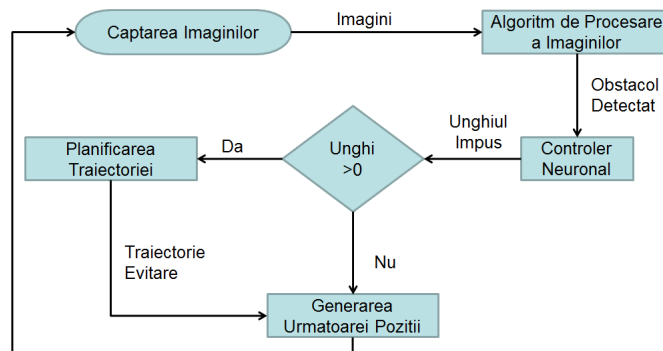 Captarea Imaginilor
Imagini
Algoritm de Procesare
a Imaginilor
Obstacol
Detectat
Controler
Neuronal
Unghiul
Impus
Unghi
>0
Da
Planificarea
Traiectoriei
Traiectorie
Evitare
Nu
Generarea
Urmatoarei Pozitii